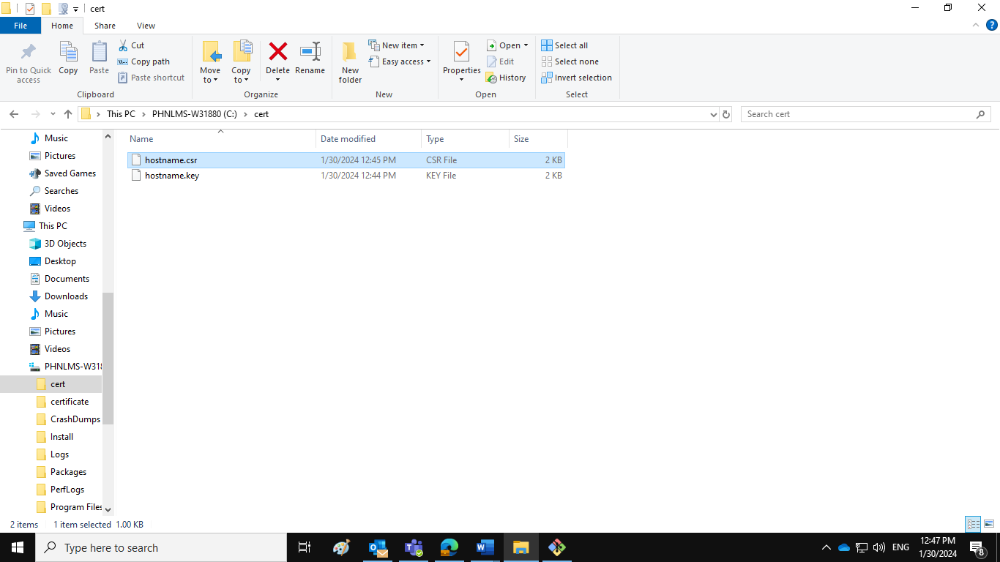 cert
File Home Share View
Pin to Quick access
Copy
Paste
Cut
Copy path
Paste shortcut
Clipboard
Move to
Copy to
Delete
Rename
Organize
New folder
New item
Easy access
New
Properties
Open
Edit
History
Open
Select all
Select none
Invert selection
Select
This PC PHNLMS-W31880 (C:) cert
Search cert
Name Date modified Type Size
hostname.csr 1/30/2024 12:45 PM CSR File 2 KB
hostname.key 1/30/2024 12:44 PM KEY File 2 KB
Music
Pictures
Saved Games
Searches
Videos
This PC
3D Objects
Desktop
Documents
Downloads
Music
Pictures
Videos
PHNLMS-W318
cert
certificate
CrashDumps
Install
Logs
Packages
PerfLogs
Program Files
2 items 1 item selected 1.00 KB
Type here to search
ENG
12:47 PM
1/30/2024
8